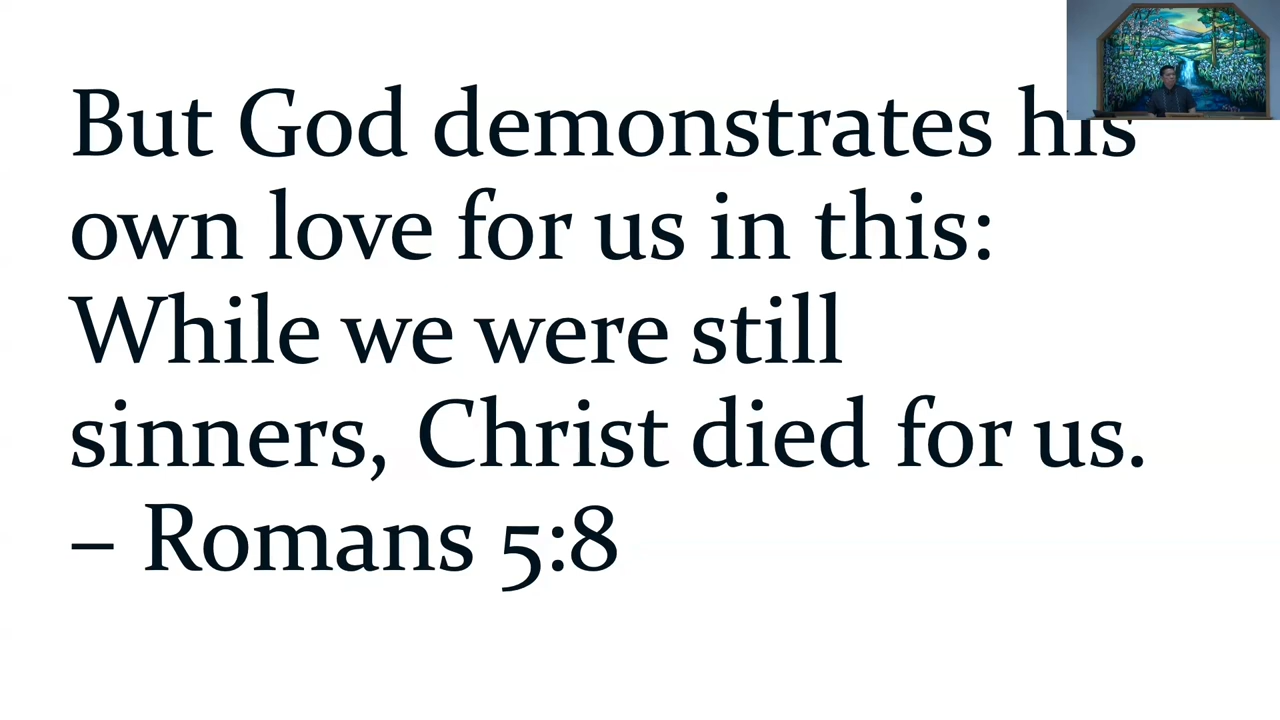 But God demonstrates his
own love for us in this:
While we were still
sinners, Christ died for us.
– Romans 5:8